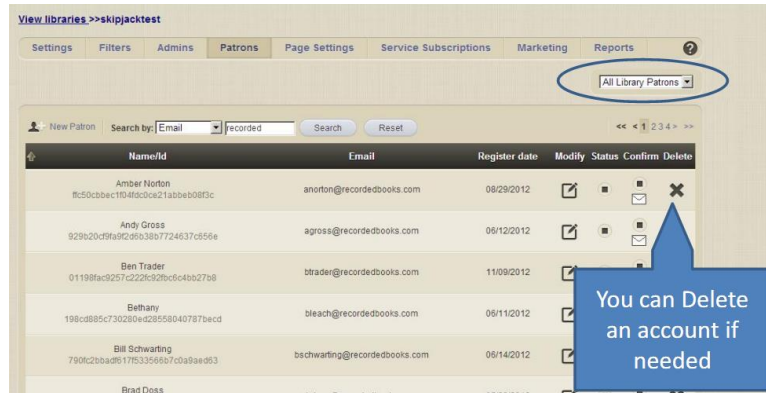 View libraries >>skipjacktest
Settings Filters Admins Patrons Page Settings Service Subscriptions Marketing Reports ?
All Library Patrons
New Patron Search by: Email recorded Search Reset << < 1 2 3 4 > >>
Name/Id Email Register date Modify Status Confirm Delete
Amber Norton
ffc50cbbec1f04fdc0ce21abbeb08f3c
anorton@recordedbooks.com 08/29/2012
Andy Gross
929b20cf9fa9f2d6b38b7724637c656e
agross@recordedbooks.com 06/12/2012
Ben Trader
01198fac9257c222fc92fbc6c4bb27b8
btrader@recordedbooks.com 11/09/2012
Bethany
198cd885c730280ed28558040787becd
bleach@recordedbooks.com 06/11/2012
Bill Schwarting
790fc2bbadf617f533566b7c0a9aed63
bschwarting@recordedbooks.com 06/14/2012
Brad Doss
You can Delete
an account if
needed